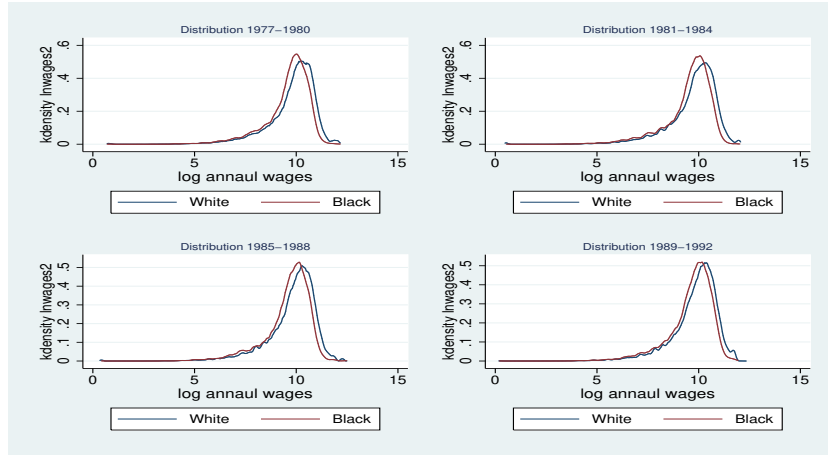 Distribution 1977–1980
kdensity lnwages2
0 .2 .4 .6
0 5 10 15
log annaul wages
White Black
Distribution 1981–1984
kdensity lnwages2
0 .2 .4 .6
0 5 10 15
log annaul wages
White Black
Distribution 1985–1988
kdensity lnwages2
0 .1 .2 .3 .4 .5
0 5 10 15
log annaul wages
White Black
Distribution 1989–1992
kdensity lnwages2
0 .1 .2 .3 .4 .5
0 5 10 15
log annaul wages
White Black